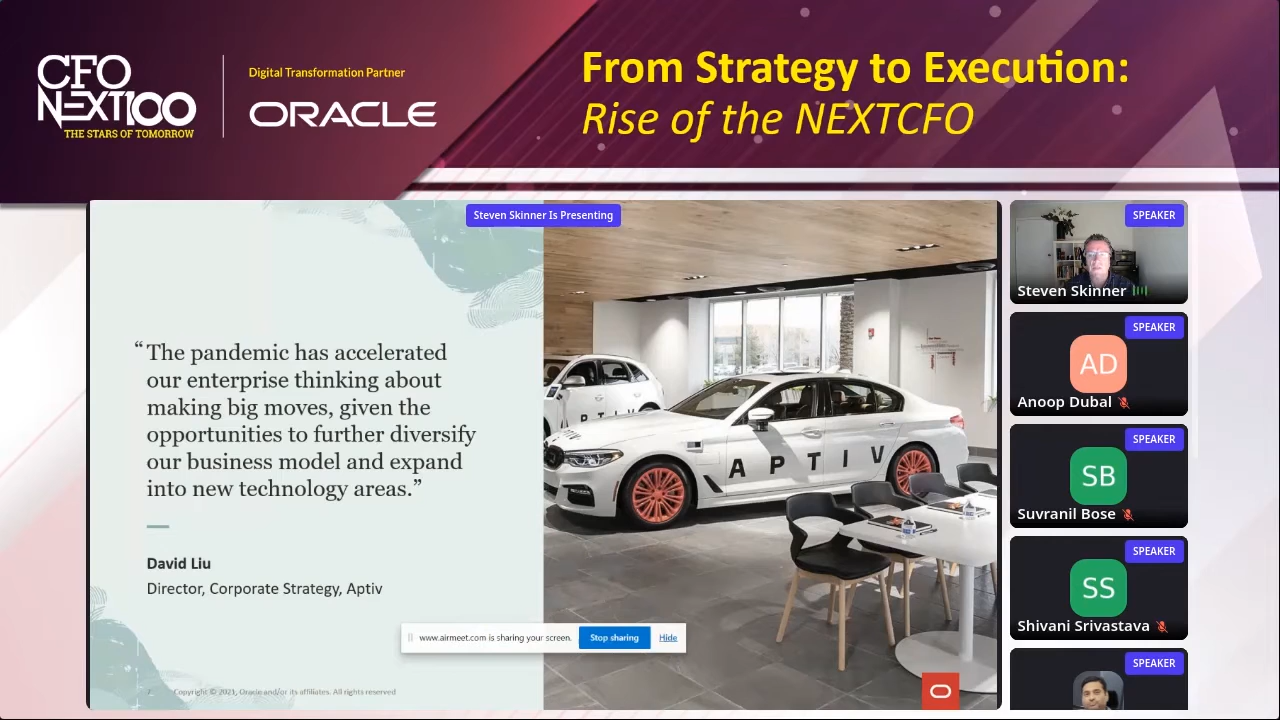 CFO
NEXT100
THE STARS OF TOMORROW
Digital Transformation Partner
ORACLE
From Strategy to Execution:
Rise of the NEXTCFO
Steven Skinner Is Presenting
“The pandemic has accelerated
our enterprise thinking about
making big moves, given the
opportunities to further diversify
our business model and expand
into new technology areas.”
David Liu
Director, Corporate Strategy, Aptiv
APTIV
APTIV
www.airmeet.com is sharing your screen.
Stop sharing
Hide
Copyright © 2021, Oracle and/or its affiliates. All rights reserved
SPEAKER
Steven Skinner
SPEAKER
AD
Anoop Dubal
SPEAKER
SB
Suvranil Bose
SPEAKER
SS
Shivani Srivastava
SPEAKER